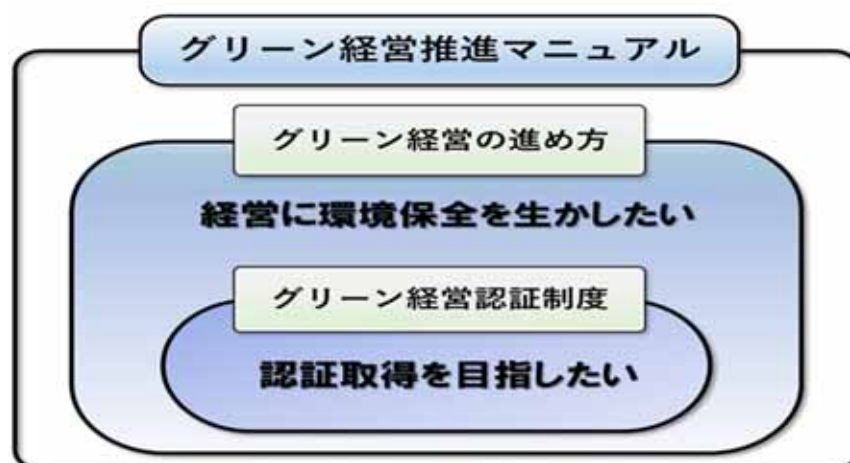 グリーン経営推進マニュアル
グリーン経営の進め方
経営に環境保全を生かしたい
グリーン経営認証制度
認証取得を目指したい